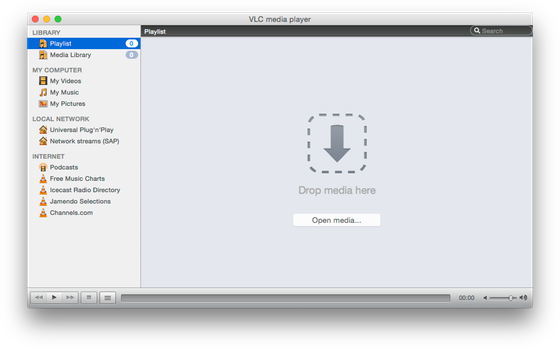 VLC media player
LIBRARY
Playlist 0
Media Library 0
MY COMPUTER
My Videos
My Music
My Pictures
LOCAL NETWORK
Universal Plug'n'Play
Network streams (SAP)
INTERNET
Podcasts
Free Music Charts
Icecast Radio Directory
Jamendo Selections
Channels.com
Playlist
Search
Drop media here
Open media...
00:00